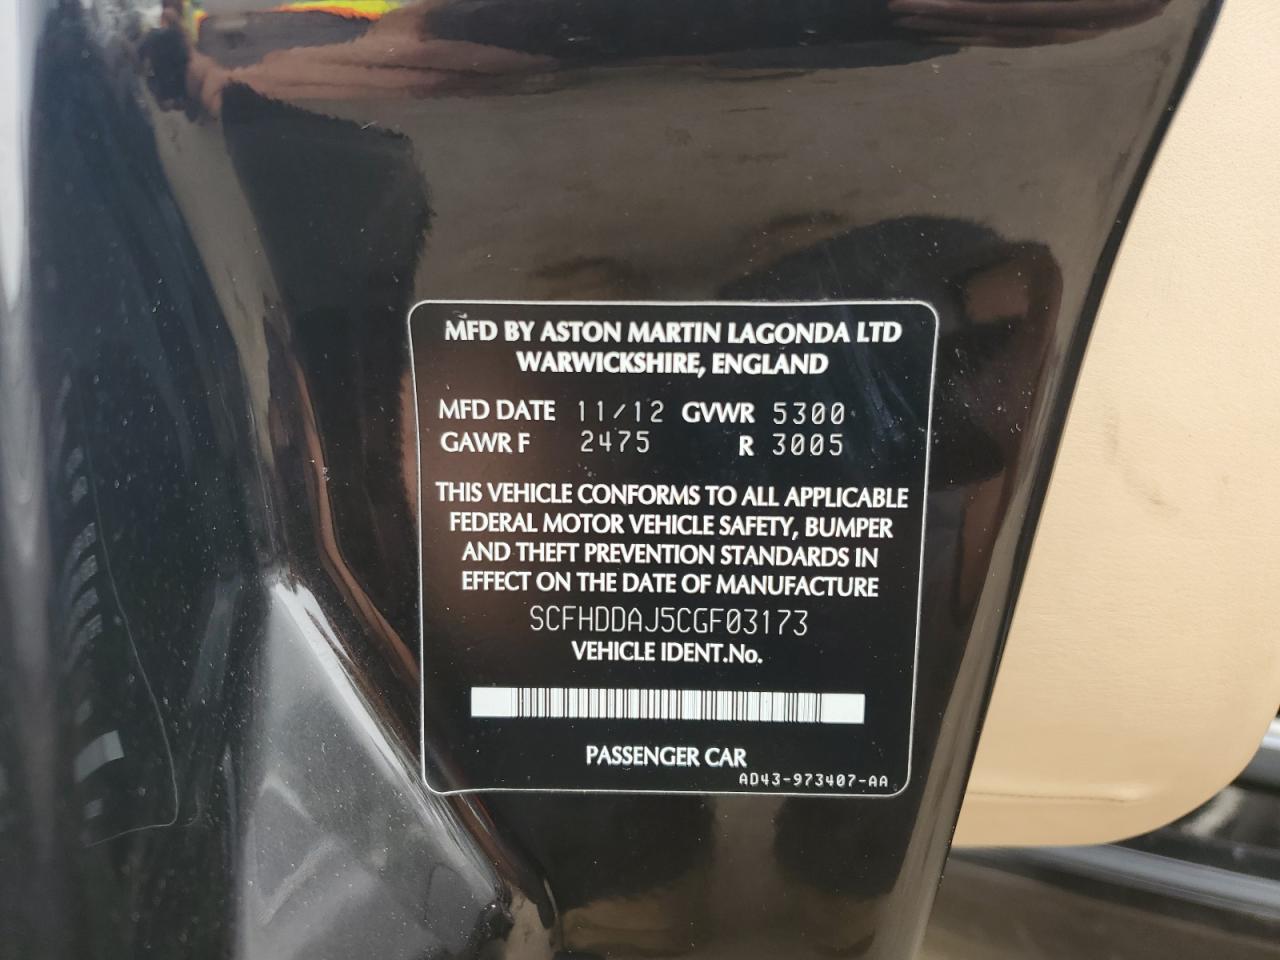 MFD BY ASTON MARTIN LAGONDA LTD
WARWICKSHIRE, ENGLAND
MFD DATE 11/12 GVWR 5300
GAWR F 2475 R 3005
THIS VEHICLE CONFORMS TO ALL APPLICABLE
FEDERAL MOTOR VEHICLE SAFETY, BUMPER
AND THEFT PREVENTION STANDARDS IN
EFFECT ON THE DATE OF MANUFACTURE
SCFHDDAJ5CGF03173
VEHICLE IDENT.No.
PASSENGER CAR
AD43-973407-AA